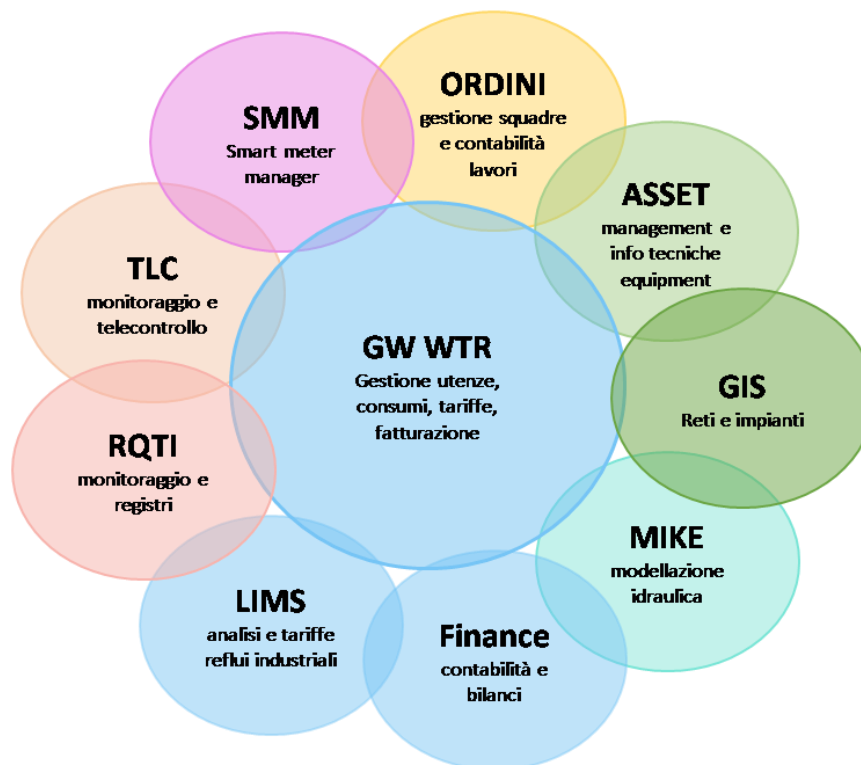 ORDINI
gestione squadre
e contabilità
lavori
SMM
Smart meter
manager
ASSET
management e
info tecniche
equipment
TLC
monitoraggio e
telecontrollo
GW WTR
Gestione utenze,
consumi, tariffe,
fatturazione
GIS
Reti e impianti
RQTI
monitoraggio e
registri
MIKE
modellazione
idraulica
LIMS
analisi e tariffe
reflui industriali
Finance
contabilità e
bilanci